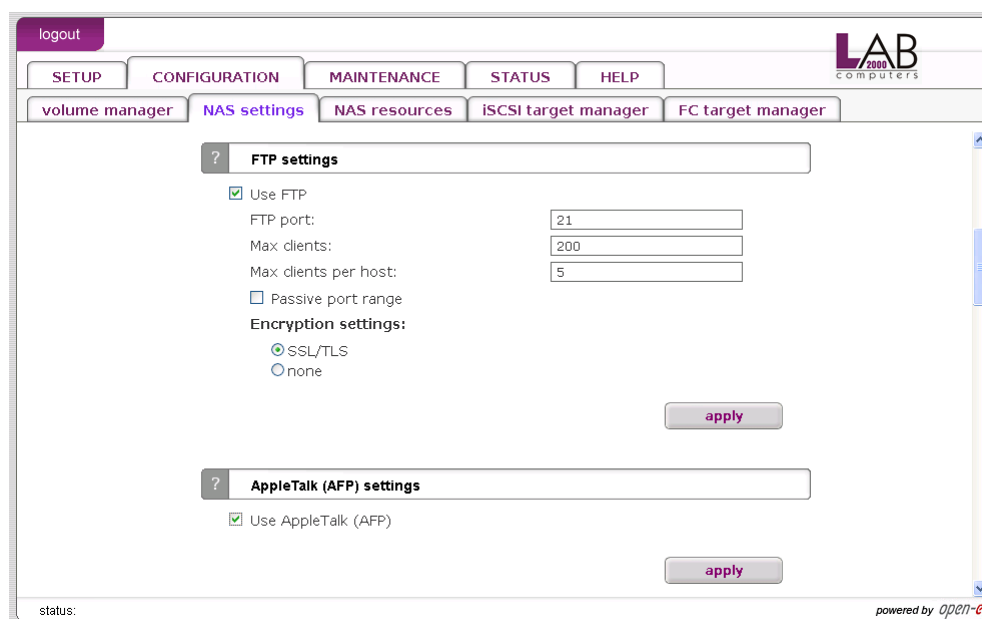 logout
LAB
2000
computers
SETUP CONFIGURATION MAINTENANCE STATUS HELP
volume manager NAS settings NAS resources iSCSI target manager FC target manager
? FTP settings
Use FTP
FTP port: 21
Max clients: 200
Max clients per host: 5
Passive port range
Encryption settings:
SSL/TLS
none
apply
? AppleTalk (AFP) settings
Use AppleTalk (AFP)
apply
status: powered by open-e